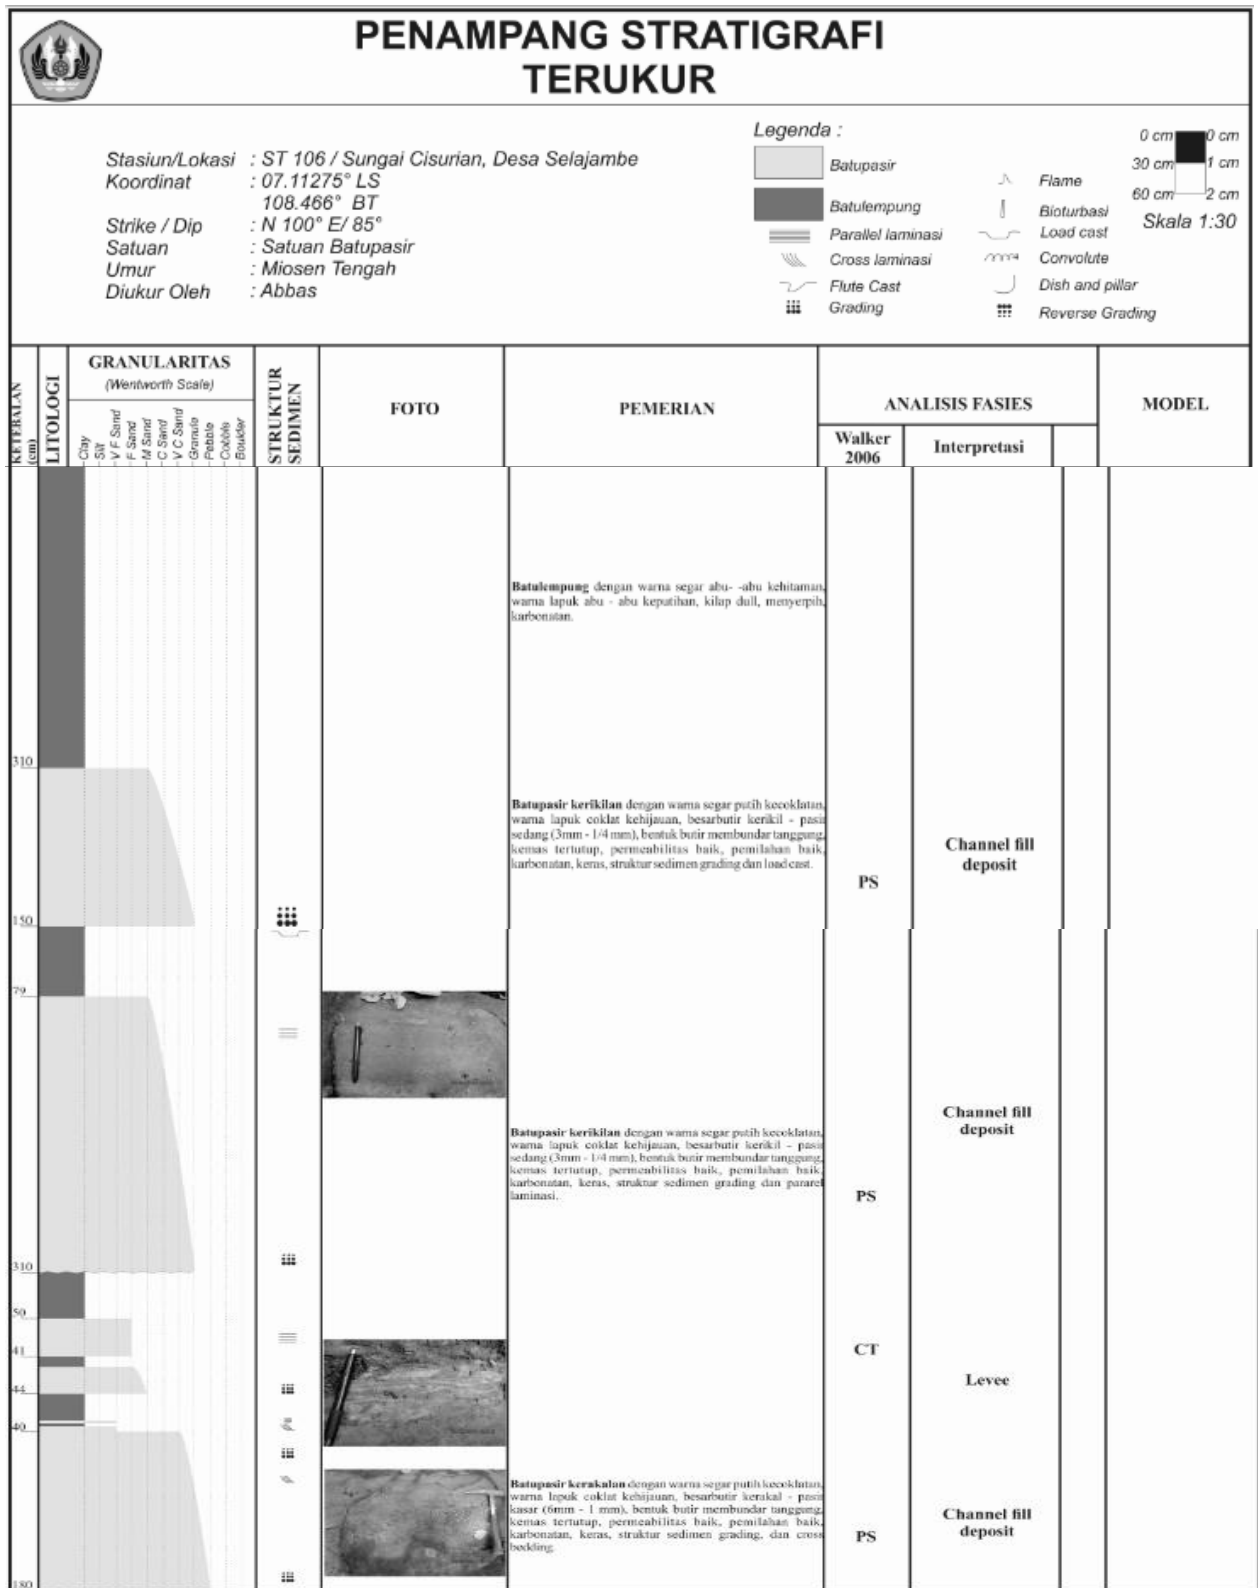 PENAMPANG STRATIGRAFI
TERUKUR
Stasiun/Lokasi : ST 106 / Sungai Cisurian, Desa Selajambe
Koordinat : 07.11275° LS
108.466° BT
Strike / Dip : N 100° E/ 85°
Satuan : Satuan Batupasir
Umur : Miosen Tengah
Diukur Oleh : Abbas
Legenda :
Batupasir
Batulempung
Parallel laminasi
Cross laminasi
Flute Cast
Grading
Flame
Bioturbasi
Load cast
Convolute
Dish and pillar
Reverse Grading
0 cm 0 cm
30 cm 1 cm
60 cm 2 cm
Skala 1:30
KETEBALAN
(cm)
LITOLOGI
GRANULARITAS
(Wentworth Scale)
Clay
Silt
V F Sand
F Sand
M Sand
C Sand
V C Sand
Granule
Pebble
Cobble
Boulder
STRUKTUR
SEDIMEN
FOTO
PEMERIAN
ANALISIS FASIES
Walker
2006
Interpretasi
MODEL
Batulempung dengan warna segar abu- -abu kehitaman,
warna lapuk abu - abu keputihan, kilap dull, menyerpih,
karbonatan.
310
Batupasir kerikilan dengan warna segar putih kecoklatan,
warna lapuk coklat kehijauan, besarbutir kerikil - pasir
sedang (3mm - 1/4 mm), bentuk butir membundar tanggung,
kemas tertutup, permeabilitas baik, pemilahan baik,
karbonatan, keras, struktur sedimen grading dan load cast.
PS
Channel fill
deposit
150
79
Batupasir kerikilan dengan warna segar putih kecoklatan,
warna lapuk coklat kehijauan, besarbutir kerikil - pasir
sedang (3mm - 1/4 mm), bentuk butir membundar tanggung,
kemas tertutup, permeabilitas baik, pemilahan baik,
karbonatan, keras, struktur sedimen grading dan pararel
laminasi.
PS
Channel fill
deposit
310
50
41
CT
44
Levee
40
Batupasir kerakalan dengan warna segar putih kecoklatan,
warna lapuk coklat kehijauan, besarbutir kerakal - pasir
kasar (6mm - 1 mm), bentuk butir membundar tanggung,
kemas tertutup, permeabilitas baik, pemilahan baik,
karbonatan, keras, struktur sedimen grading, dan cross
bedding.
PS
Channel fill
deposit
180